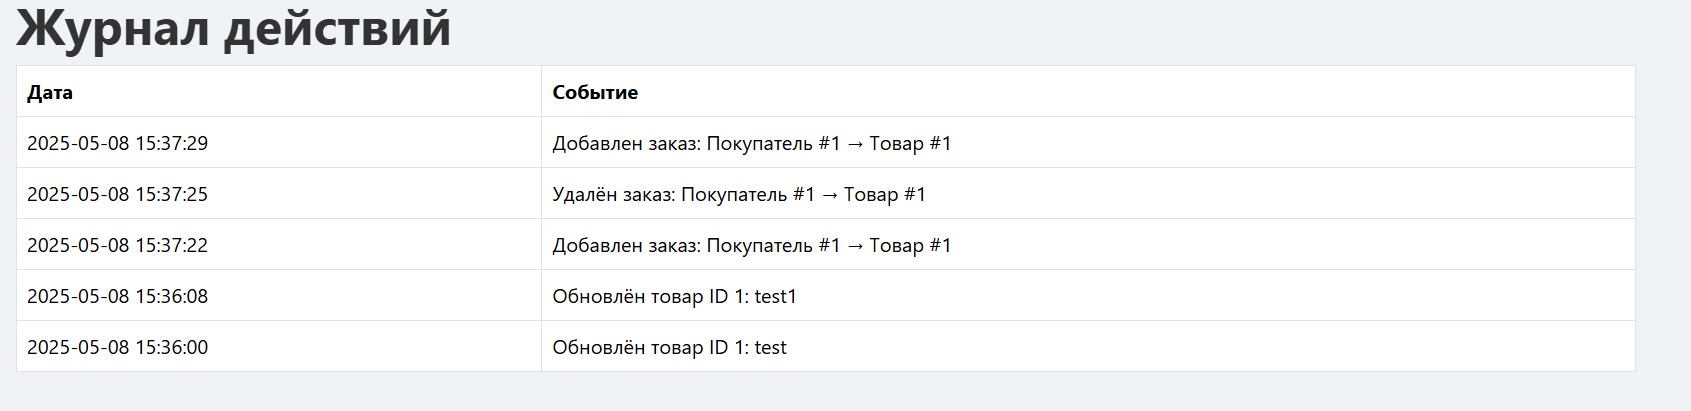 Журнал действий
Дата Событие
2025-05-08 15:37:29 Добавлен заказ: Покупатель #1 → Товар #1
2025-05-08 15:37:25 Удалён заказ: Покупатель #1 → Товар #1
2025-05-08 15:37:22 Добавлен заказ: Покупатель #1 → Товар #1
2025-05-08 15:36:08 Обновлён товар ID 1: test1
2025-05-08 15:36:00 Обновлён товар ID 1: test